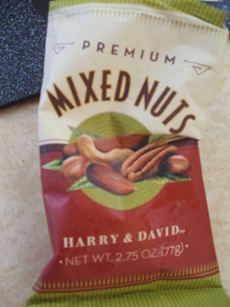 PREMIUM
MIXED NUTS
HARRY & DAVID
• NET WT. 2.75 OZ (77g) •